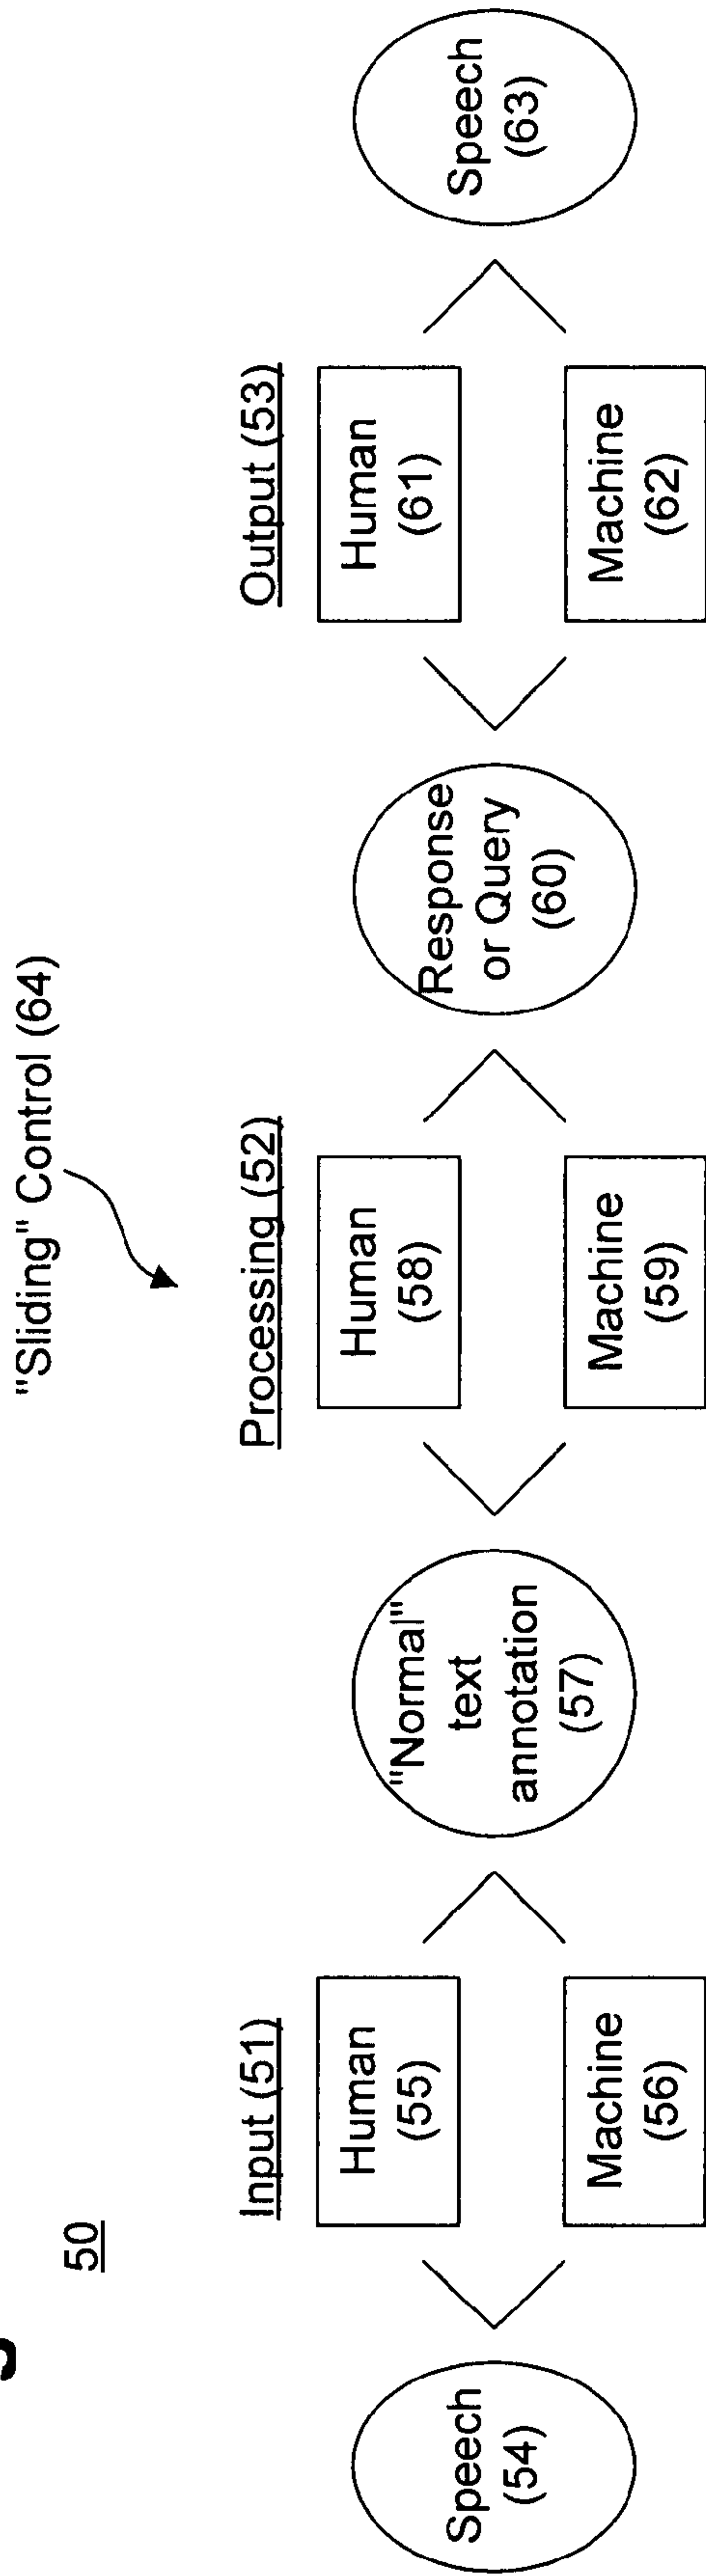 50
"Sliding" Control (64)
Input (51)
Processing (52)
Output (53)
Speech
(54)
Human
(55)
Machine
(56)
"Normal"
text
annotation
(57)
Human
(58)
Machine
(59)
Response
or Query
(60)
Human
(61)
Machine
(62)
Speech
(63)